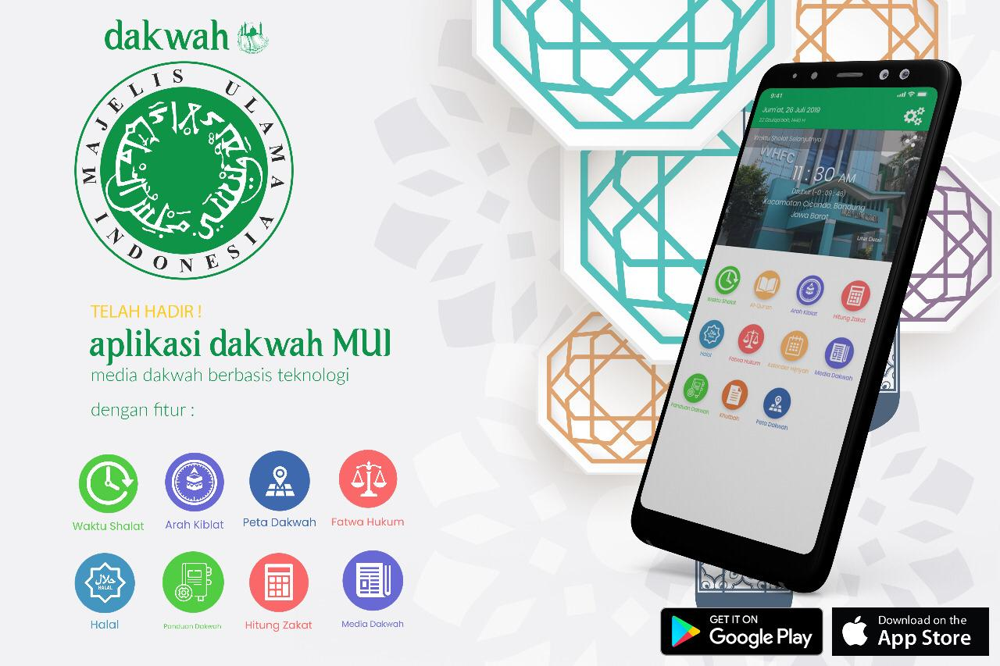 dakwah
MAJELIS ULAMA
INDONESIA
TELAH HADIR !
aplikasi dakwah MUI
media dakwah berbasis teknologi
dengan fitur :
Waktu Shalat
Arah Kiblat
Peta Dakwah
Fatwa Hukum
حلال
HALAL
Halal
Panduan Dakwah
Hitung Zakat
Media Dakwah
9:41
Jum'at, 26 Juli 2019
22 Dzulqa'dah, 1440 H
Waktu Sholat Selanjutnya
WHFC
11 : 30 AM
Dzuhur (-0 : 09 : 46)
Kecamatan Cicendo, Bandung
Jawa Barat
Lihat Detail
Waktu Shalat
Al-Quran
Arah Kiblat
Hitung Zakat
Halal
Fatwa Hukum
Kalender Hijriyah
Media Dakwah
Panduan Dakwah
Khutbah
Peta Dakwah
GET IT ON
Google Play
Download on the
App Store